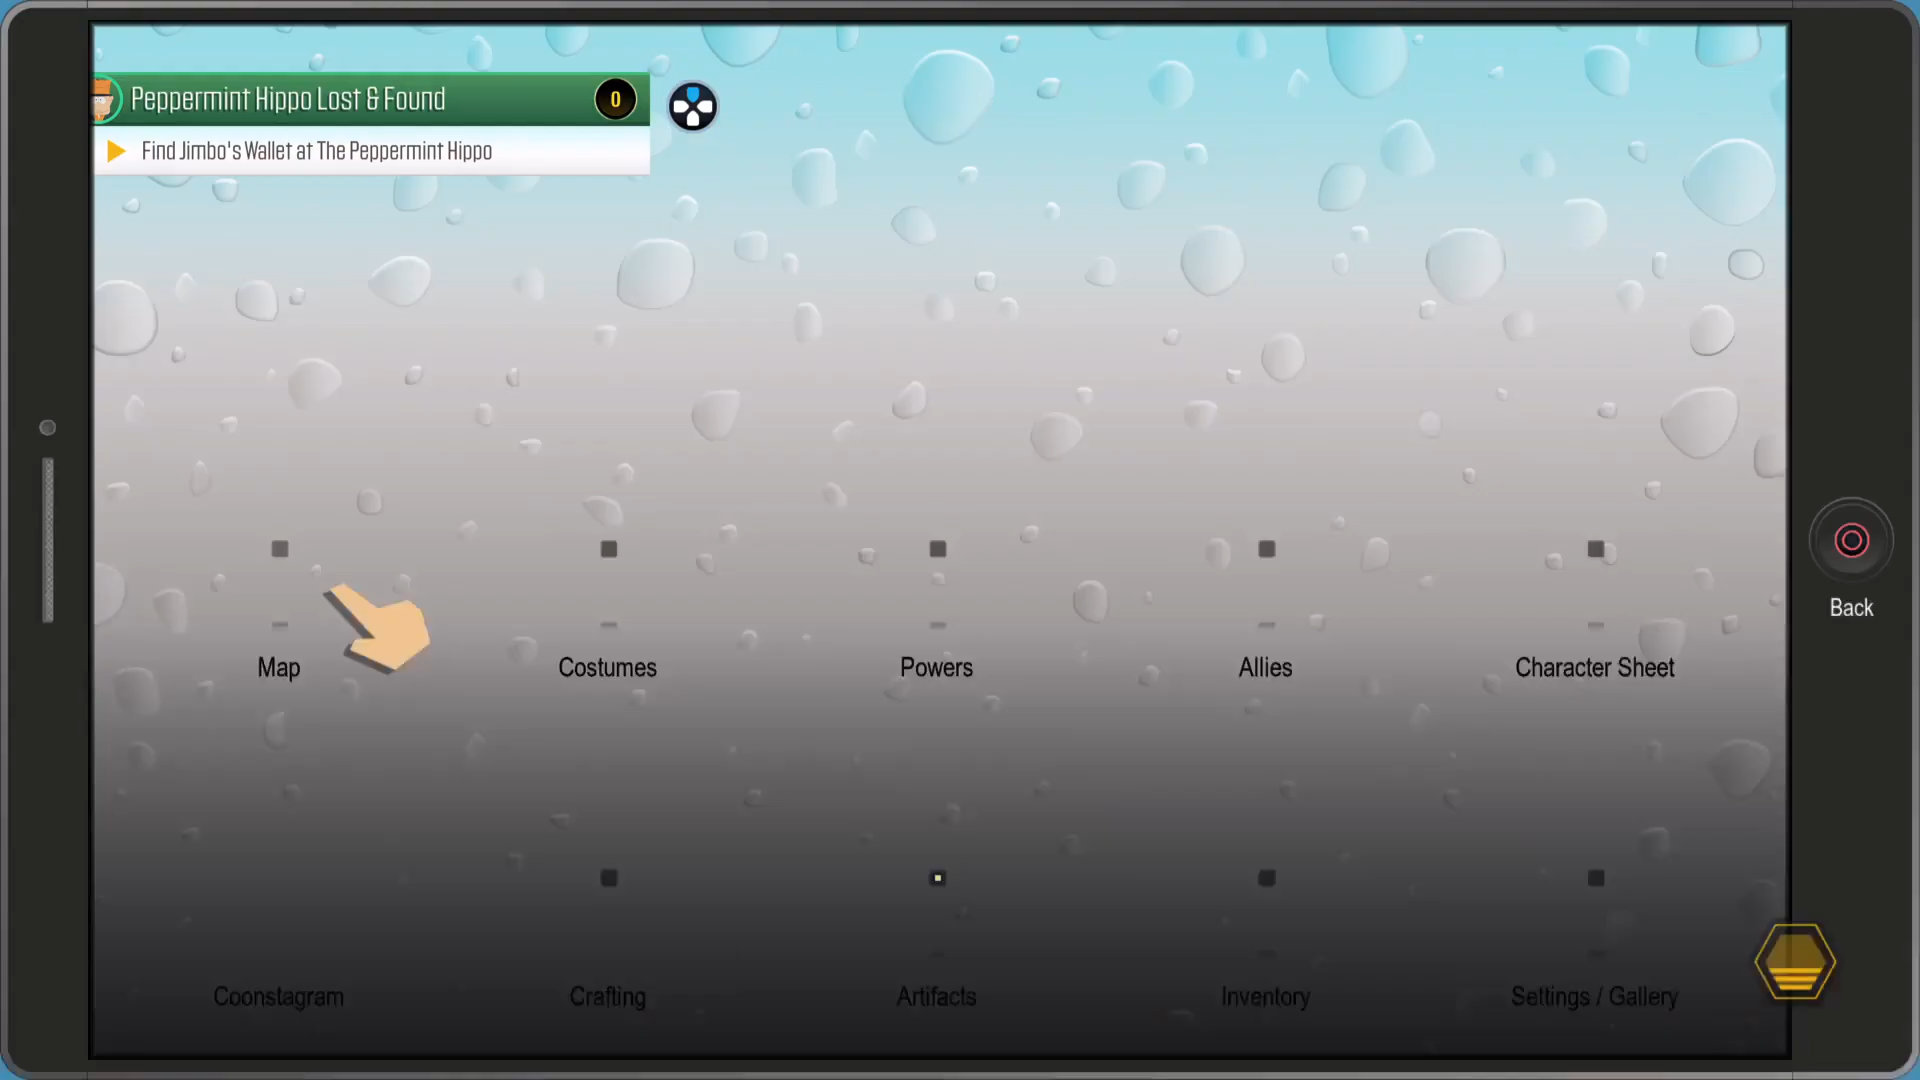 Peppermint Hippo Lost & Found
0
Find Jimbo's Wallet at The Peppermint Hippo
Back
Map
Costumes
Powers
Allies
Character Sheet
Coonstagram
Crafting
Artifacts
Inventory
Settings / Gallery